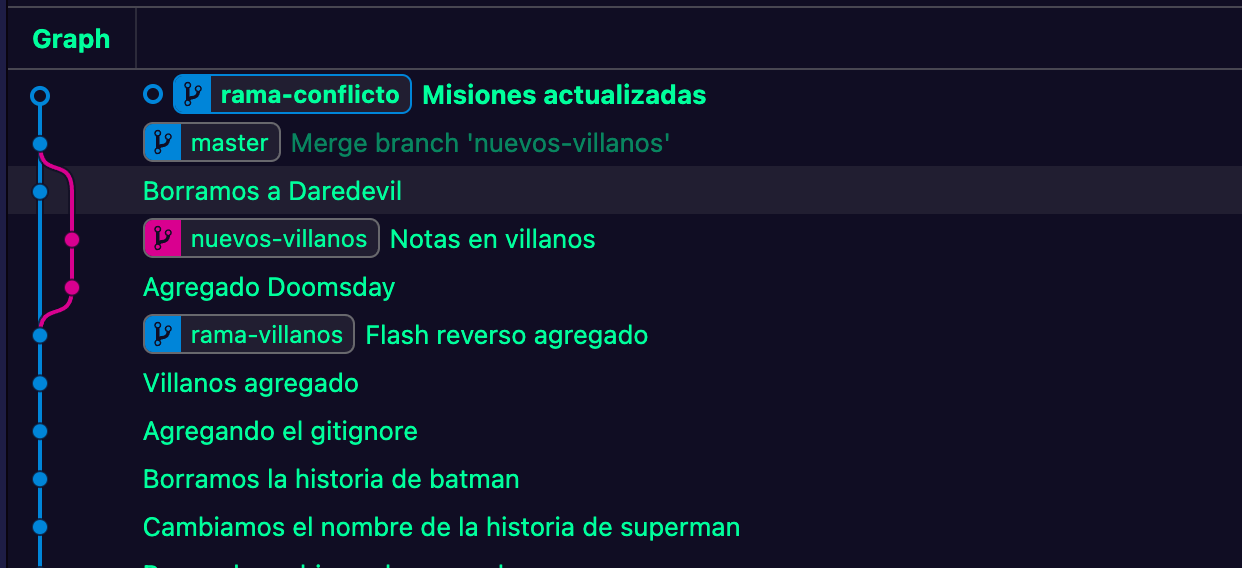 Graph
rama-conflicto Misiones actualizadas
master Merge branch 'nuevos-villanos'
Borramos a Daredevil
nuevos-villanos Notas en villanos
Agregado Doomsday
rama-villanos Flash reverso agregado
Villanos agregado
Agregando el gitignore
Borramos la historia de batman
Cambiamos el nombre de la historia de superman